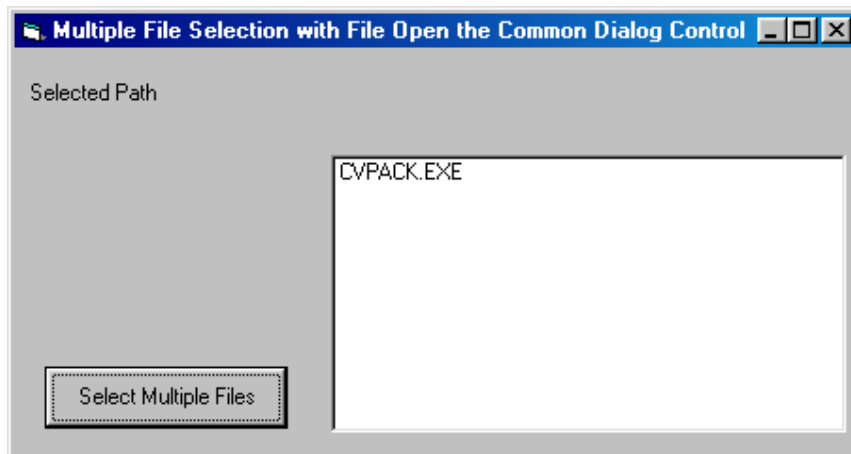 Multiple File Selection with File Open the Common Dialog Control
Selected Path
CVPACK.EXE
Select Multiple Files